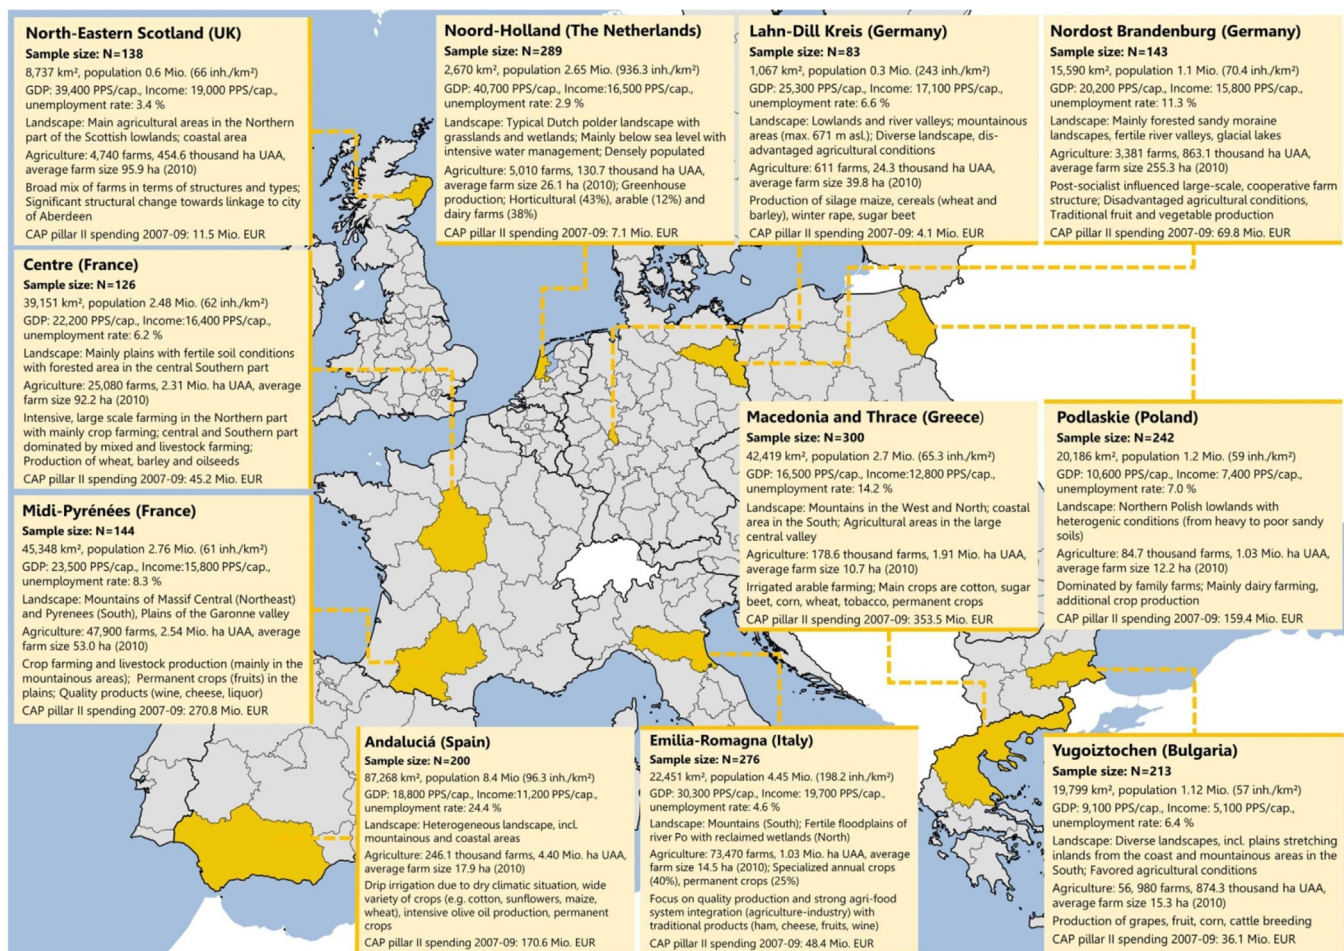 North-Eastern Scotland (UK)
Sample size: N=138
8,737 km², population 0.6 Mio. (66 inh./km²)
GDP: 39,400 PPS/cap., Income: 19,000 PPS/cap.,
unemployment rate: 3.4 %
Landscape: Main agricultural areas in the Northern
part of the Scottish lowlands; coastal area
Agriculture: 4,740 farms, 454.6 thousand ha UAA,
average farm size 95.9 ha (2010)
Broad mix of farms in terms of structures and types;
Significant structural change towards linkage to city
of Aberdeen
CAP pillar II spending 2007-09: 11.5 Mio. EUR
Noord-Holland (The Netherlands)
Sample size: N=289
2,670 km², population 2.65 Mio. (936.3 inh./km²)
GDP: 40,700 PPS/cap., Income:16,500 PPS/cap.,
unemployment rate: 2.9 %
Landscape: Typical Dutch polder landscape with
grasslands and wetlands; Mainly below sea level with
intensive water management; Densely populated
Agriculture: 5,010 farms, 130.7 thousand ha UAA,
average farm size 26.1 ha (2010); Greenhouse
production; Horticultural (43%), arable (12%) and
dairy farms (38%)
CAP pillar II spending 2007-09: 7.1 Mio. EUR
Lahn-Dill Kreis (Germany)
Sample size: N=83
1,067 km², population 0.3 Mio. (243 inh./km²)
GDP: 25,300 PPS/cap., Income: 17,100 PPS/cap.,
unemployment rate: 6.6 %
Landscape: Lowlands and river valleys; mountainous
areas (max. 671 m asl.); Diverse landscape, dis-
advantaged agricultural conditions
Agriculture: 611 farms, 24.3 thousand ha UAA,
average farm size 39.8 ha (2010)
Production of silage maize, cereals (wheat and
barley), winter rape, sugar beet
CAP pillar II spending 2007-09: 4.1 Mio. EUR
Nordost Brandenburg (Germany)
Sample size: N=143
15,590 km², population 1.1 Mio. (70.4 inh./km²)
GDP: 20,200 PPS/cap., Income: 15,800 PPS/cap.,
unemployment rate: 11.3 %
Landscape: Mainly forested sandy moraine
landscapes, fertile river valleys, glacial lakes
Agriculture: 3,381 farms, 863.1 thousand ha UAA,
average farm size 255.3 ha (2010)
Post-socialist influenced large-scale, cooperative farm
structure; Disadvantaged agricultural conditions,
Traditional fruit and vegetable production
CAP pillar II spending 2007-09: 69.8 Mio. EUR
Centre (France)
Sample size: N=126
39,151 km², population 2.48 Mio. (62 inh./km²)
GDP: 22,200 PPS/cap., Income:16,400 PPS/cap.,
unemployment rate: 6.2 %
Landscape: Mainly plains with fertile soil conditions
with forested area in the central Southern part
Agriculture: 25,080 farms, 2.31 Mio. ha UAA, average
farm size 92.2 ha (2010)
Intensive, large scale farming in the Northern part
with mainly crop farming; central and Southern part
dominated by mixed and livestock farming;
Production of wheat, barley and oilseeds
CAP pillar II spending 2007-09: 45.2 Mio. EUR
Macedonia and Thrace (Greece)
Sample size: N=300
42,419 km², population 2.7 Mio. (65.3 inh./km²)
GDP: 16,500 PPS/cap., Income:12,800 PPS/cap.,
unemployment rate: 14.2 %
Landscape: Mountains in the West and North; coastal
area in the South; Agricultural areas in the large
central valley
Agriculture: 178.6 thousand farms, 1.91 Mio. ha UAA,
average farm size 10.7 ha (2010)
Irrigated arable farming; Main crops are cotton, sugar
beet, corn, wheat, tobacco, permanent crops
CAP pillar II spending 2007-09: 353.5 Mio. EUR
Podlaskie (Poland)
Sample size: N=242
20,186 km², population 1.2 Mio. (59 inh./km²)
GDP: 10,600 PPS/cap., Income: 7,400 PPS/cap.,
unemployment rate: 7.0 %
Landscape: Northern Polish lowlands with
heterogenic conditions (from heavy to poor sandy
soils)
Agriculture: 84.7 thousand farms, 1.03 Mio. ha UAA,
average farm size 12.2 ha (2010)
Dominated by family farms; Mainly dairy farming,
additional crop production
CAP pillar II spending 2007-09: 159.4 Mio. EUR
Midi-Pyrénées (France)
Sample size: N=144
45,348 km², population 2.76 Mio. (61 inh./km²)
GDP: 23,500 PPS/cap., Income:15,800 PPS/cap.,
unemployment rate: 8.3 %
Landscape: Mountains of Massif Central (Northeast)
and Pyrenees (South), Plains of the Garonne valley
Agriculture: 47,900 farms, 2.54 Mio. ha UAA, average
farm size 53.0 ha (2010)
Crop farming and livestock production (mainly in the
mountainous areas); Permanent crops (fruits) in the
plains; Quality products (wine, cheese, liquor)
CAP pillar II spending 2007-09: 270.8 Mio. EUR
Andaluciá (Spain)
Sample size: N=200
87,268 km², population 8.4 Mio (96.3 inh./km²)
GDP: 18,800 PPS/cap., Income:11,200 PPS/cap.,
unemployment rate: 24.4 %
Landscape: Heterogeneous landscape, incl.
mountainous and coastal areas
Agriculture: 246.1 thousand farms, 4.40 Mio. ha UAA,
average farm size 17.9 ha (2010)
Drip irrigation due to dry climatic situation, wide
variety of crops (e.g. cotton, sunflowers, maize,
wheat), intensive olive oil production, permanent
crops
CAP pillar II spending 2007-09: 170.6 Mio. EUR
Emilia-Romagna (Italy)
Sample size: N=276
22,451 km², population 4.45 Mio. (198.2 inh./km²)
GDP: 30,300 PPS/cap., Income: 19,700 PPS/cap.,
unemployment rate: 4.6 %
Landscape: Mountains (South); Fertile floodplains of
river Po with reclaimed wetlands (North)
Agriculture: 73,470 farms, 1.03 Mio. ha UAA, average
farm size 14.5 ha (2010); Specialized annual crops
(40%), permanent crops (25%)
Focus on quality production and strong agri-food
system integration (agriculture-industry) with
traditional products (ham, cheese, fruits, wine)
CAP pillar II spending 2007-09: 48.4 Mio. EUR
Yugoiztochen (Bulgaria)
Sample size: N=213
19,799 km², population 1.12 Mio. (57 inh./km²)
GDP: 9,100 PPS/cap., Income: 5,100 PPS/cap.,
unemployment rate: 6.4 %
Landscape: Diverse landscapes, incl. plains stretching
inlands from the coast and mountainous areas in the
South; Favored agricultural conditions
Agriculture: 56, 980 farms, 874.3 thousand ha UAA,
average farm size 15.3 ha (2010)
Production of grapes, fruit, corn, cattle breeding
CAP pillar II spending 2007-09: 36.1 Mio. EUR